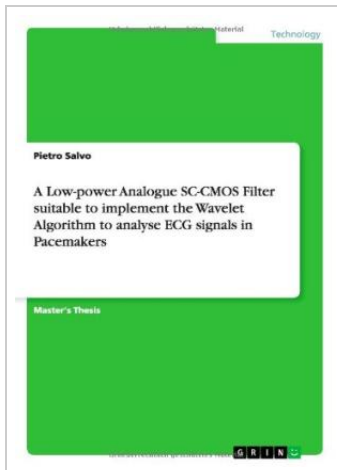 Technology
Pietro Salvo
A Low-power Analogue SC-CMOS Filter
suitable to implement the Wavelet
Algorithm to analyse ECG signals in
Pacemakers
Master's Thesis
G R I N